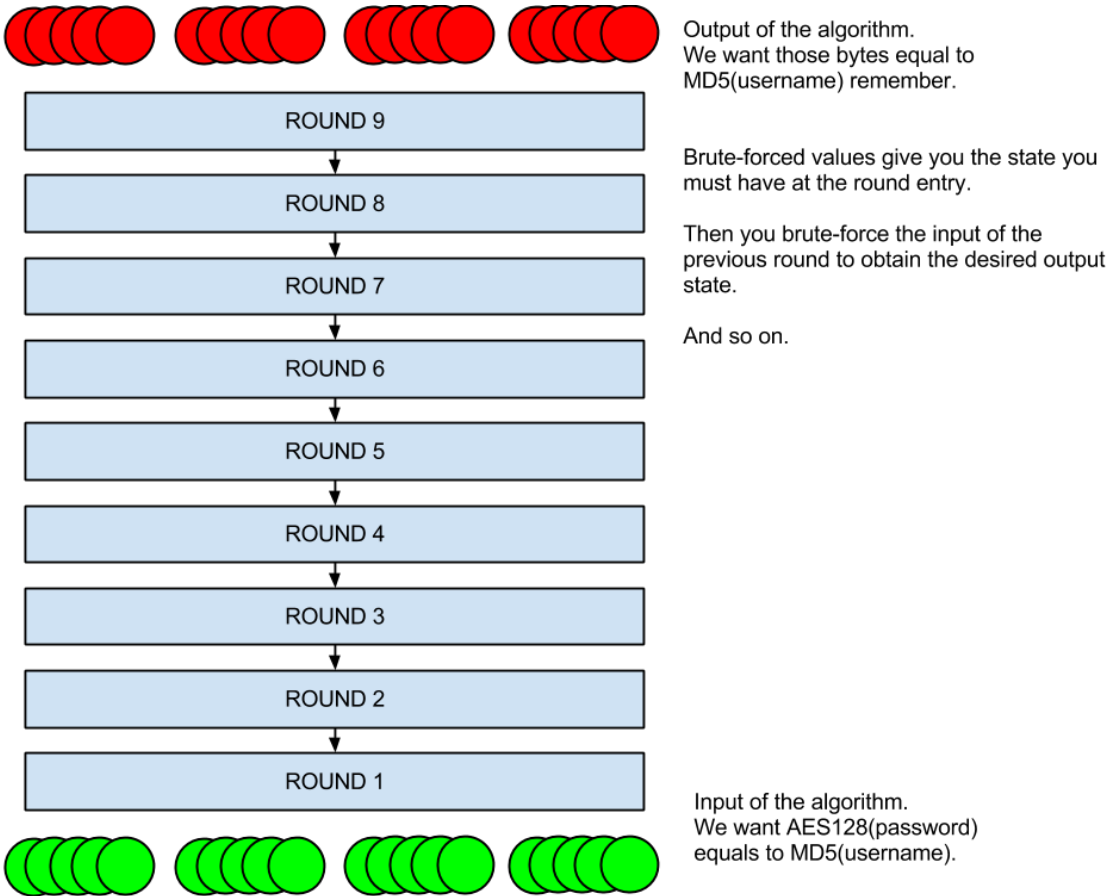 Output of the algorithm.
We want those bytes equal to
MD5(username) remember.
ROUND 9
Brute-forced values give you the state you
must have at the round entry.
ROUND 8
Then you brute-force the input of the
previous round to obtain the desired output
state.
ROUND 7
And so on.
ROUND 6
ROUND 5
ROUND 4
ROUND 3
ROUND 2
ROUND 1
Input of the algorithm.
We want AES128(password)
equals to MD5(username).